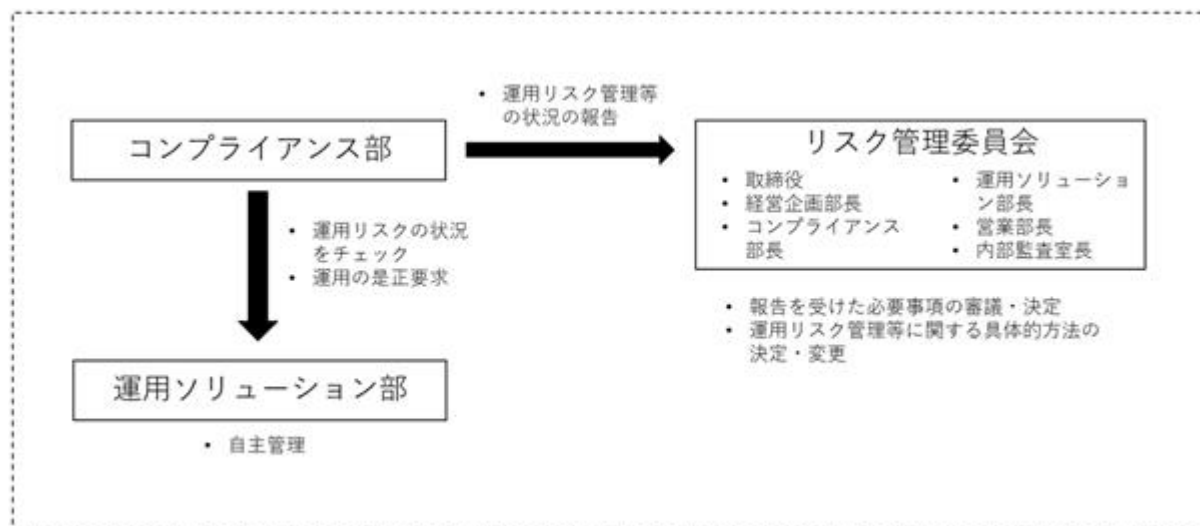 コンプライアンス部
• 運用リスク管理等
の状況の報告
リスク管理委員会
• 取締役
• 経営企画部長
• コンプライアンス
部長
• 運用ソリューショ
ン部長
• 営業部長
• 内部監査室長
• 運用リスクの状況
をチェック
• 運用の是正要求
• 報告を受けた必要事項の審議・決定
• 運用リスク管理等に関する具体的方法の
決定・変更
運用ソリューション部
• 自主管理